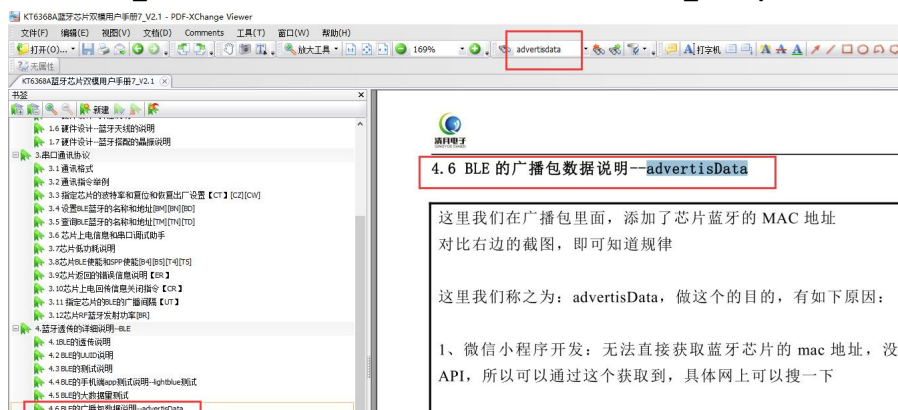 KT6368A蓝牙芯片双模用户手册7_V2.1 - PDF-XChange Viewer
文件(F) 编辑(E) 视图(V) 文档(D) Comments 工具(T) 窗口(W) 帮助(H)
打开(O)... 放大工具 169% advertisdata 打字机
无属性
KT6368A蓝牙芯片双模用户手册7_V2.1
书签
新建
1.6 硬件设计--蓝牙天线的说明
1.7 硬件设计--蓝牙搭配的晶振说明
3.串口通讯协议
3.1 通讯格式
3.2 通讯指令举例
3.3 指定芯片的波特率和复位和恢复出厂设置【CT】[CZ][CW]
3.4 设置BLE蓝牙的名称和地址[BM][BN][BD]
3.5 查询BLE蓝牙的名称和地址[TM][TN][TD]
3.6 芯片上电信息和串口调试助手
3.7芯片低功耗说明
3.8芯片BLE使能和SPP使能[B4][B5][T4][T5]
3.9芯片返回的错误信息说明【ER】
3.10芯片上电回传信息关闭指令【CR】
3.11 指定芯片的BLE的广播间隔【UT】
3.12芯片RF蓝牙发射功率[BR]
4.蓝牙透传的详细说明--BLE
4.1BLE的透传说明
4.2 BLE的UUID说明
4.3 BLE的测试说明
4.4 BLE的手机端app测试说明--lightblue测试
4.5 BLE的大数据量测试
4.6 BLE的广播包数据说明--advertisData
清月电子
4.6 BLE 的广播包数据说明--advertisData
这里我们在广播包里面，添加了芯片蓝牙的 MAC 地址
对比右边的截图，即可知道规律
这里我们称之为：advertisData，做这个的目的，有如下原因：
1、微信小程序开发：无法直接获取蓝牙芯片的 mac 地址，没
API，所以可以通过这个获取到，具体网上可以搜一下